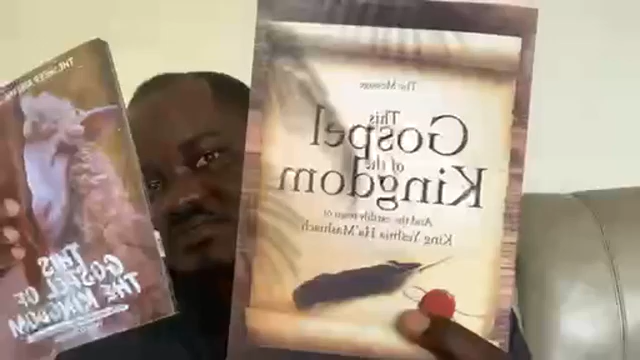 THIS
GOSPEL OF
THE KINGDOM
The Message
This
Gospel
of the
Kingdom
And the earthly reign of
King Yeshua Ha'Mashiach